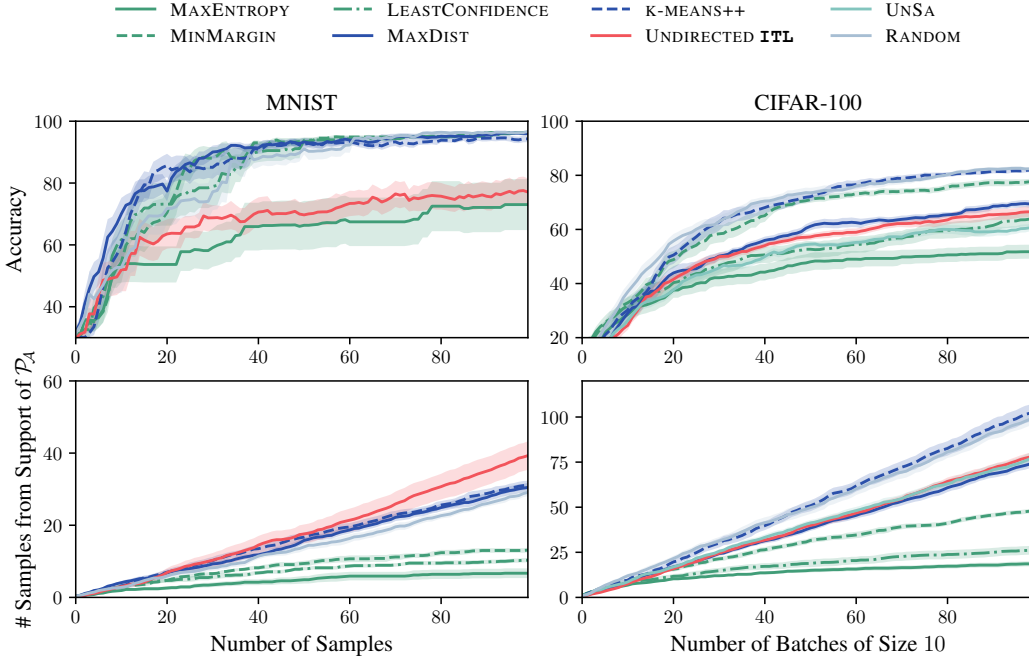 MAXENTROPY LEASTCONFIDENCE K-MEANS++ UNSA
MINMARGIN MAXDIST UNDIRECTED ITL RANDOM
MNIST CIFAR-100
Accuracy
100
80
60
40
0 20 40 60 80
100
80
60
40
20
0 20 40 60 80
# Samples from Support of 𝒫_𝒜
60
40
20
0
0 20 40 60 80
Number of Samples
100
75
50
25
0
0 20 40 60 80
Number of Batches of Size 10